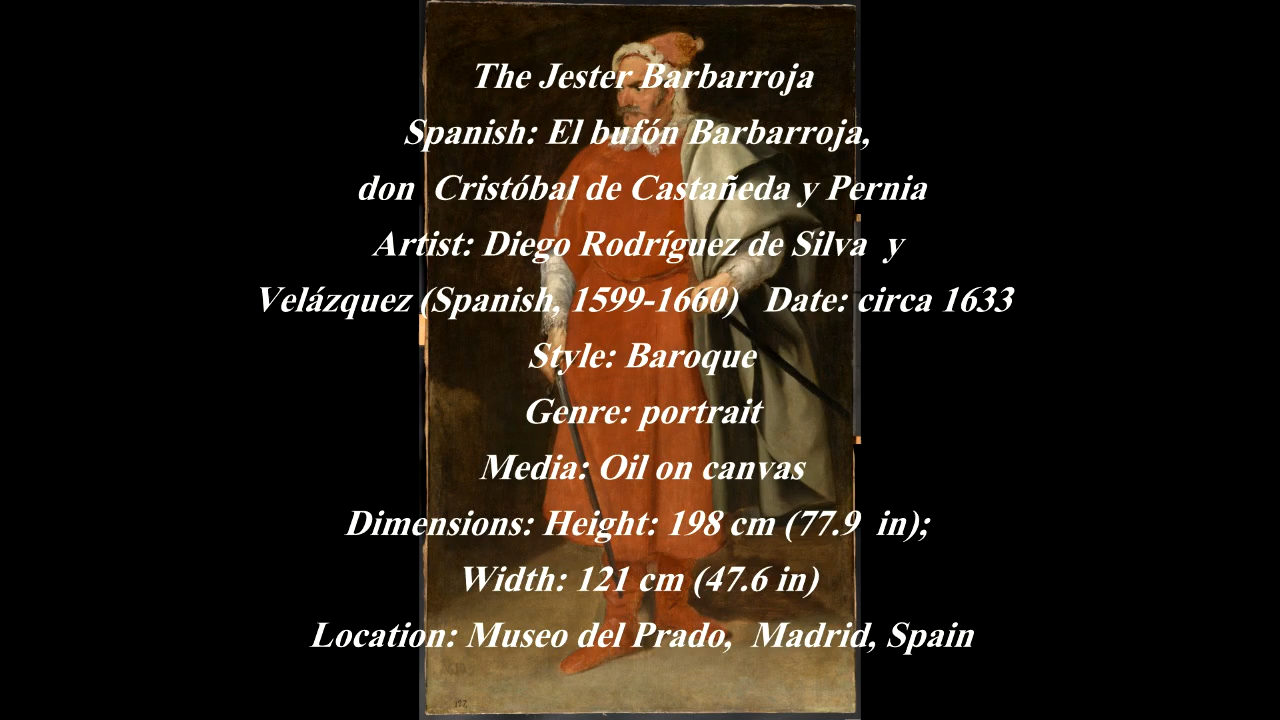 The Jester Barbarroja
Spanish: El bufón Barbarroja,
don Cristóbal de Castañeda y Pernia
Artist: Diego Rodríguez de Silva y
Velázquez (Spanish, 1599-1660) Date: circa 1633
Style: Baroque
Genre: portrait
Media: Oil on canvas
Dimensions: Height: 198 cm (77.9 in);
Width: 121 cm (47.6 in)
Location: Museo del Prado, Madrid, Spain